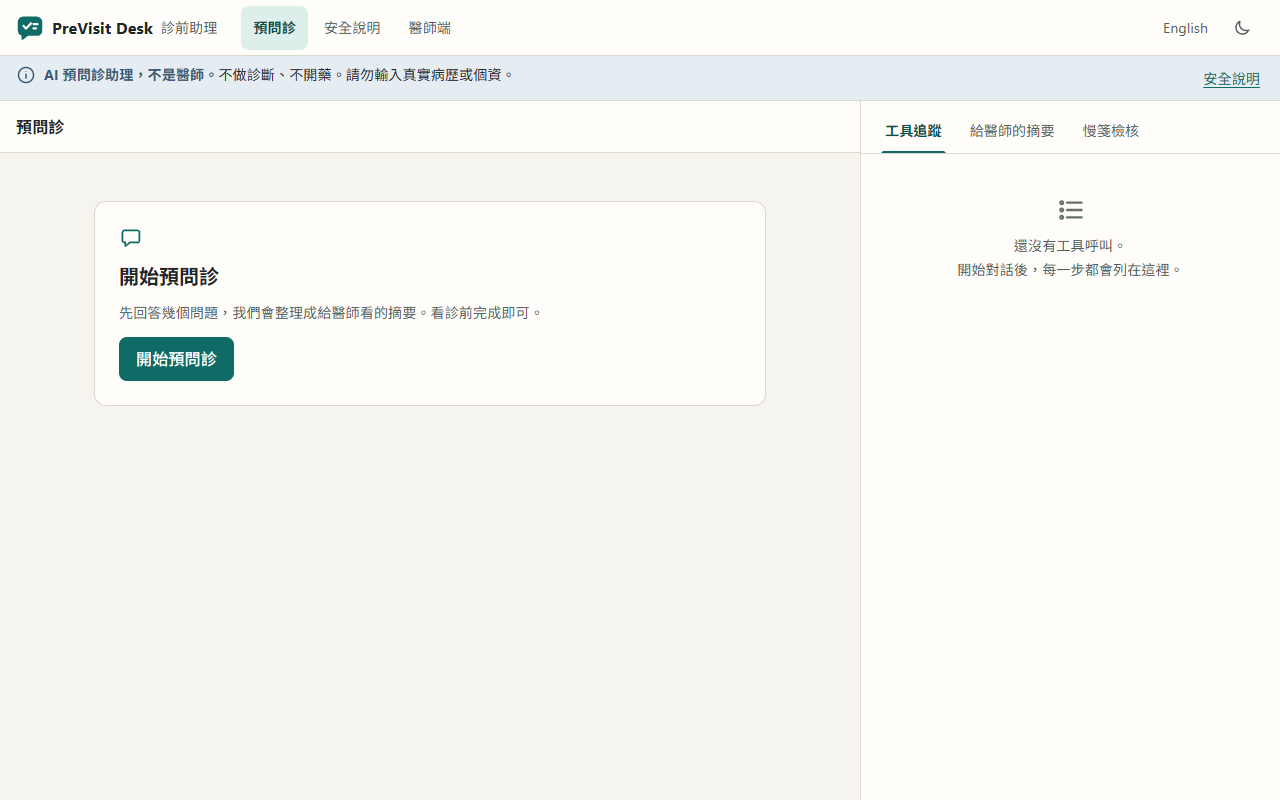 PreVisit Desk 診前助理
預問診
安全說明
醫師端
English
AI 預問診助理，不是醫師。不做診斷、不開藥。請勿輸入真實病歷或個資。
安全說明
預問診
開始預問診
先回答幾個問題，我們會整理成給醫師看的摘要。看診前完成即可。
開始預問診
工具追蹤
給醫師的摘要
慢箋檢核
還沒有工具呼叫。
開始對話後，每一步都會列在這裡。